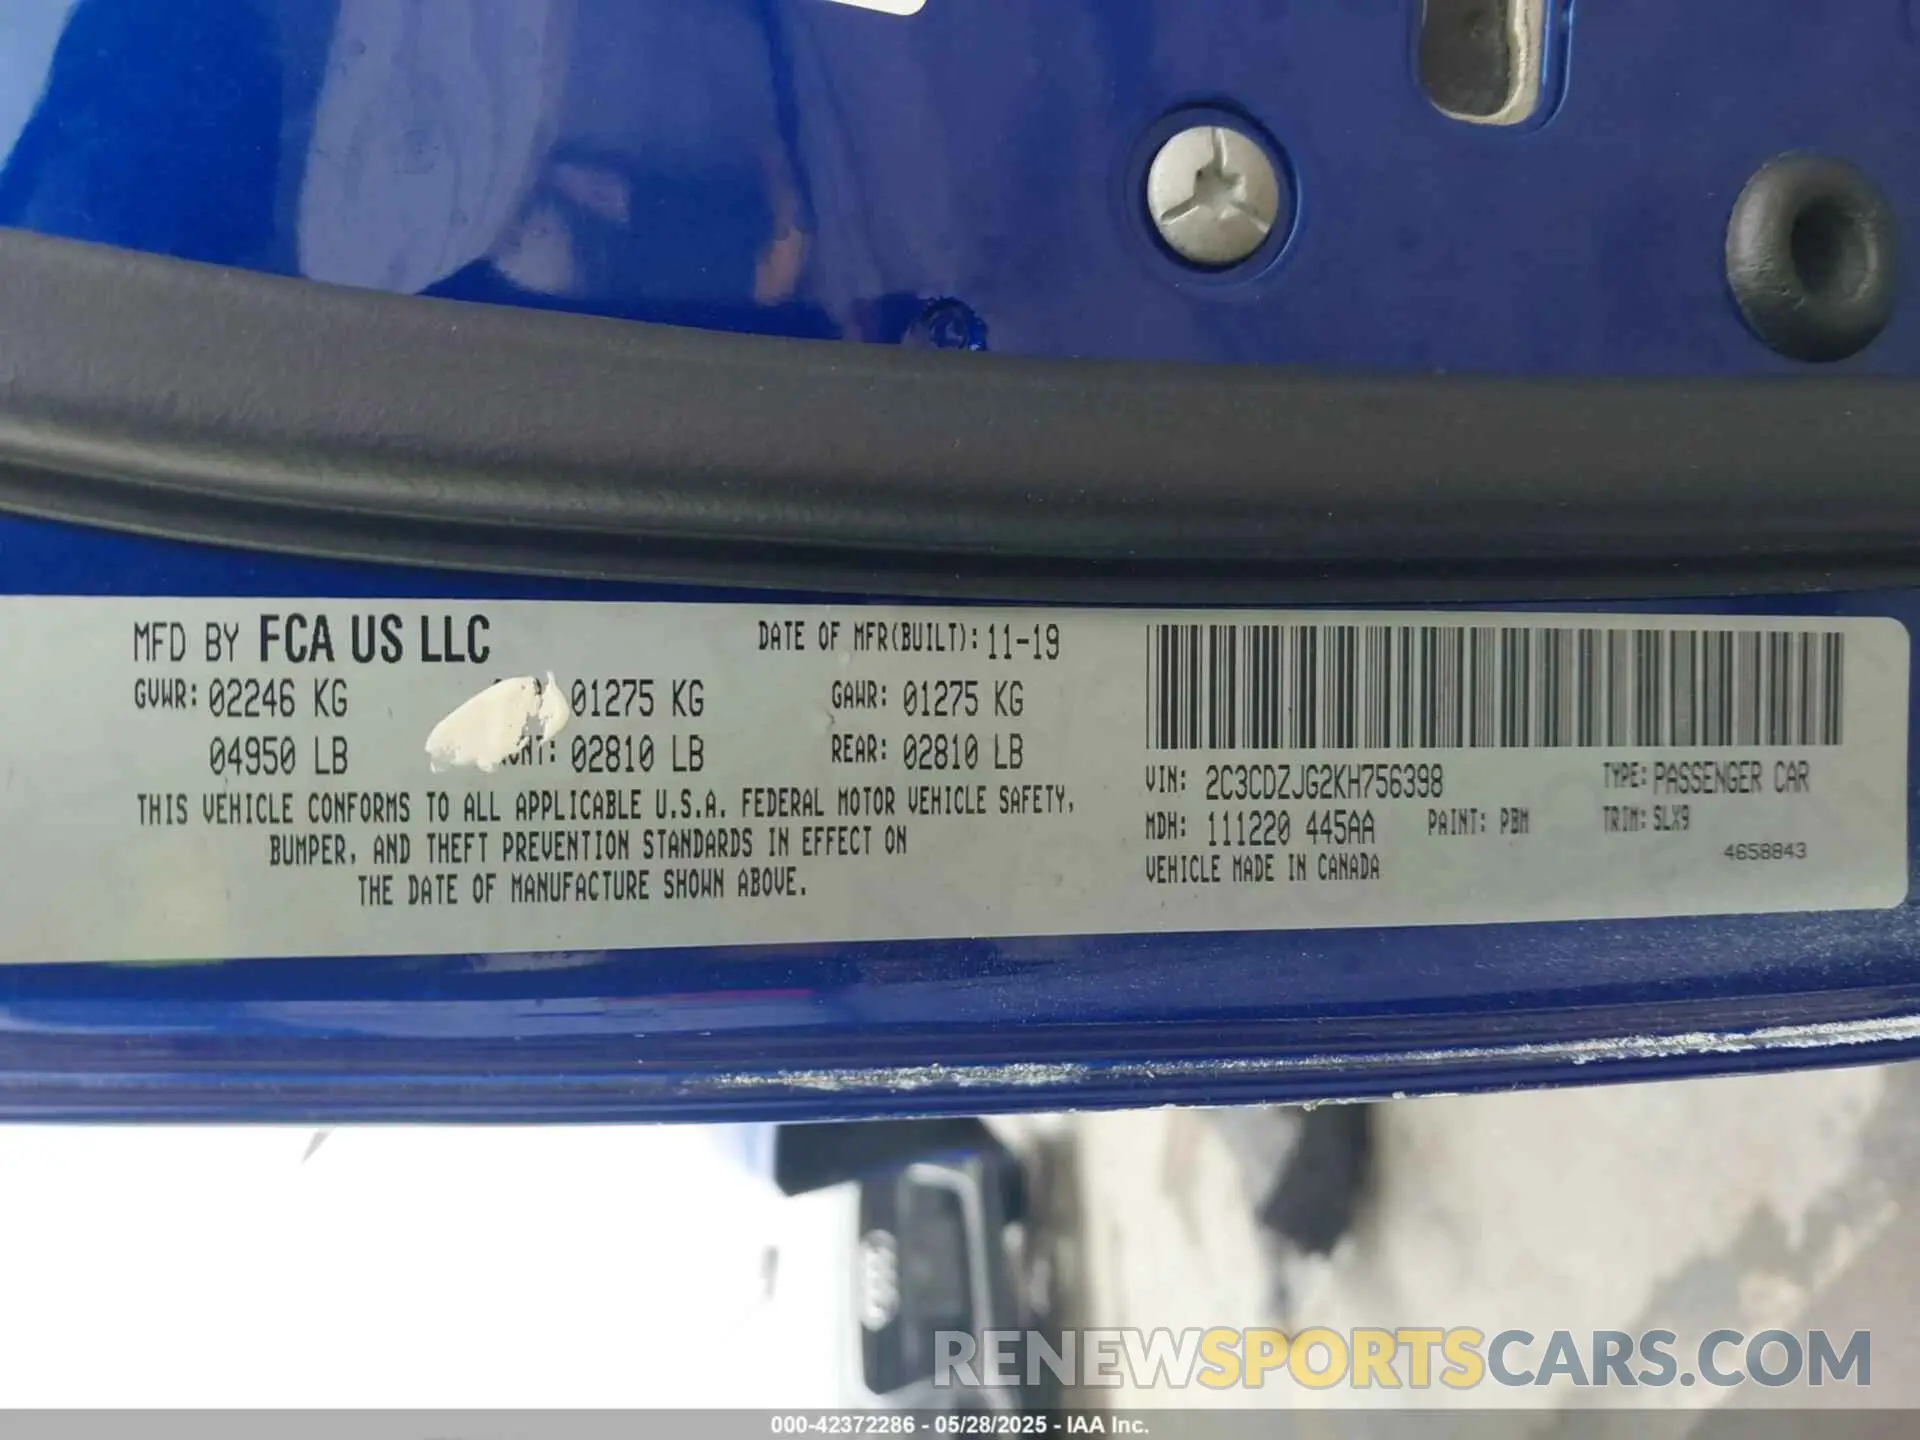 MFD BY FCA US LLC
DATE OF MFR(BUILT): 11-19
GVWR: 02246 KG
01275 KG
GAWR: 01275 KG
04950 LB
02810 LB
REAR: 02810 LB
THIS VEHICLE CONFORMS TO ALL APPLICABLE U.S.A. FEDERAL MOTOR VEHICLE SAFETY,
BUMPER, AND THEFT PREVENTION STANDARDS IN EFFECT ON
THE DATE OF MANUFACTURE SHOWN ABOVE.
VIN: 2C3CDZJG2KH756398
TYPE: PASSENGER CAR
MDH: 111220 445AA
PAINT: PBM
TRIM: SLX9
VEHICLE MADE IN CANADA
4658843
RENEWSPORTSCARS.COM
000-42372286 - 05/28/2025 - IAA Inc.